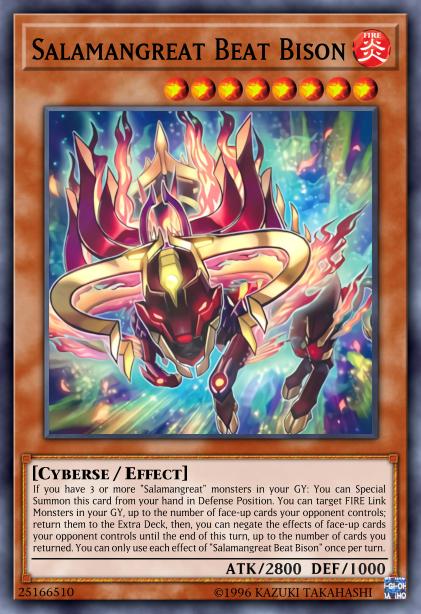 Salamangreat Beat Bison
FIRE
炎
[Cyberse / Effect]
If you have 3 or more "Salamangreat" monsters in your GY: You can Special
Summon this card from your hand in Defense Position. You can target FIRE Link
Monsters in your GY, up to the number of face-up cards your opponent controls;
return them to the Extra Deck, then, you can negate the effects of face-up cards
your opponent controls until the end of this turn, up to the number of cards you
returned. You can only use each effect of "Salamangreat Beat Bison" once per turn.
ATK/2800 DEF/1000
25166510
©1996 KAZUKI TAKAHASHI